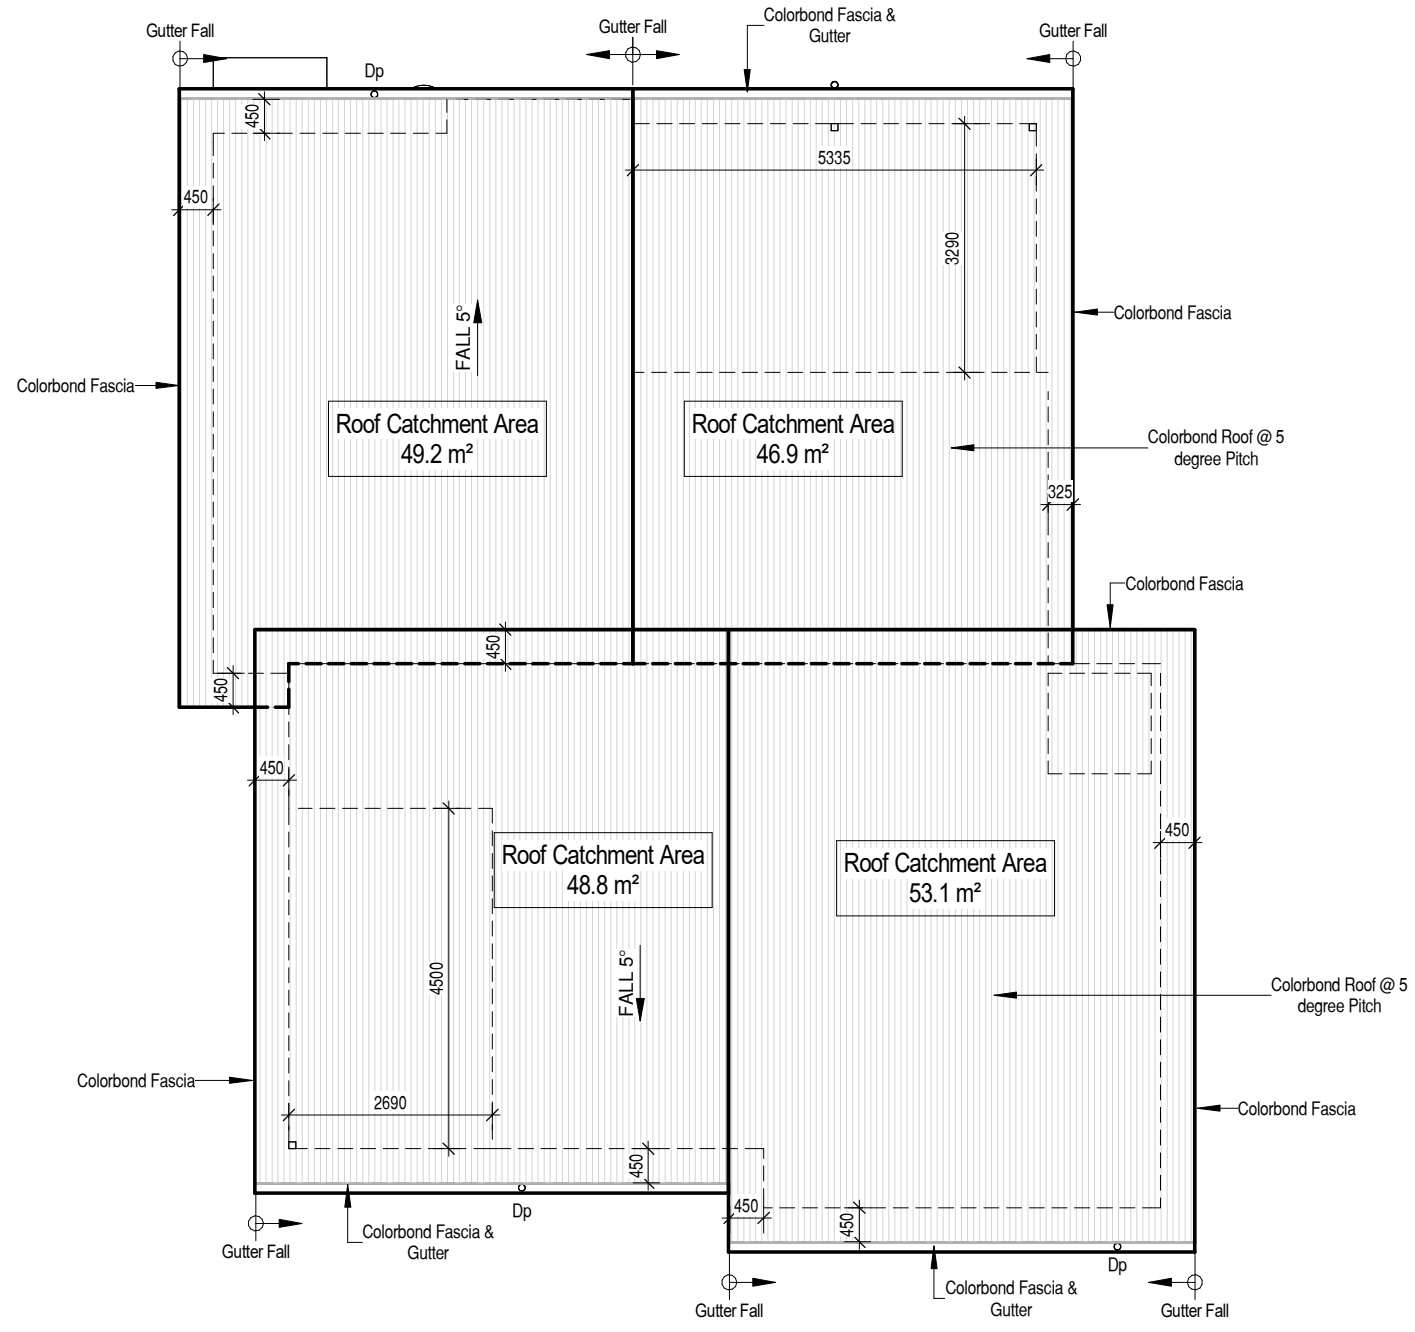 Colorbond Fascia &
Gutter
Gutter Fall
Gutter Fall
Gutter Fall
Dp
450
5335
450
3290
FALL 5°
Colorbond Fascia
Colorbond Fascia
Roof Catchment Area
49.2 m²
Roof Catchment Area
46.9 m²
Colorbond Roof @ 5
degree Pitch
325
Colorbond Fascia
450
450
450
450
Roof Catchment Area
48.8 m²
Roof Catchment Area
53.1 m²
4500
FALL 5°
Colorbond Roof @ 5
degree Pitch
Colorbond Fascia
2690
Colorbond Fascia
450
450
450
Dp
Colorbond Fascia &
Gutter
Gutter Fall
Dp
Colorbond Fascia &
Gutter
Gutter Fall
Gutter Fall